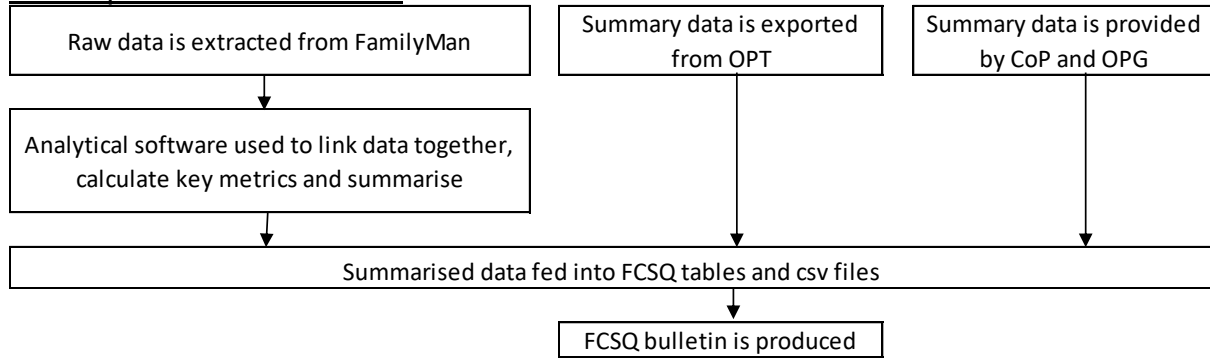 Raw data is extracted from FamilyMan
Summary data is exported
from OPT
Summary data is provided
by CoP and OPG
Analytical software used to link data together,
calculate key metrics and summarise
Summarised data fed into FCSQ tables and csv files
FCSQ bulletin is produced